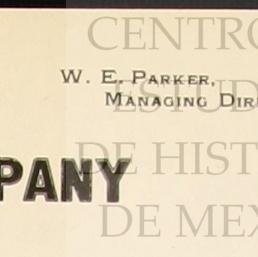 CENTRO
W. E. PARKER,
ESTUD
MANAGING DIR
DE HIST
PANY
DE MEX